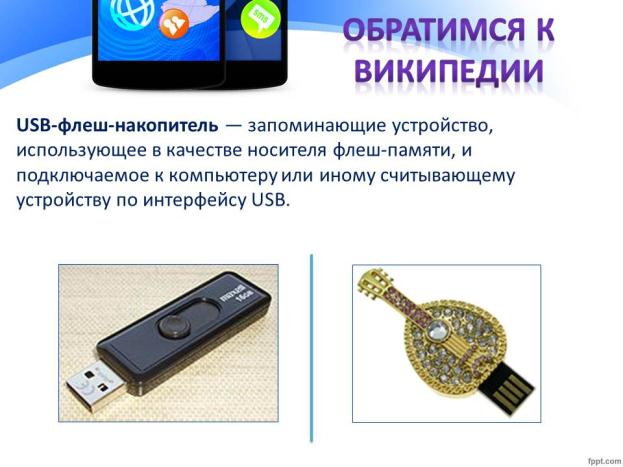 sms
ОБРАТИМСЯ К
ВИКИПЕДИИ
USB-флеш-накопитель — запоминающие устройство,
использующее в качестве носителя флеш-памяти, и
подключаемое к компьютеру или иному считывающему
устройству по интерфейсу USB.
maxell
16GB
fppt.com